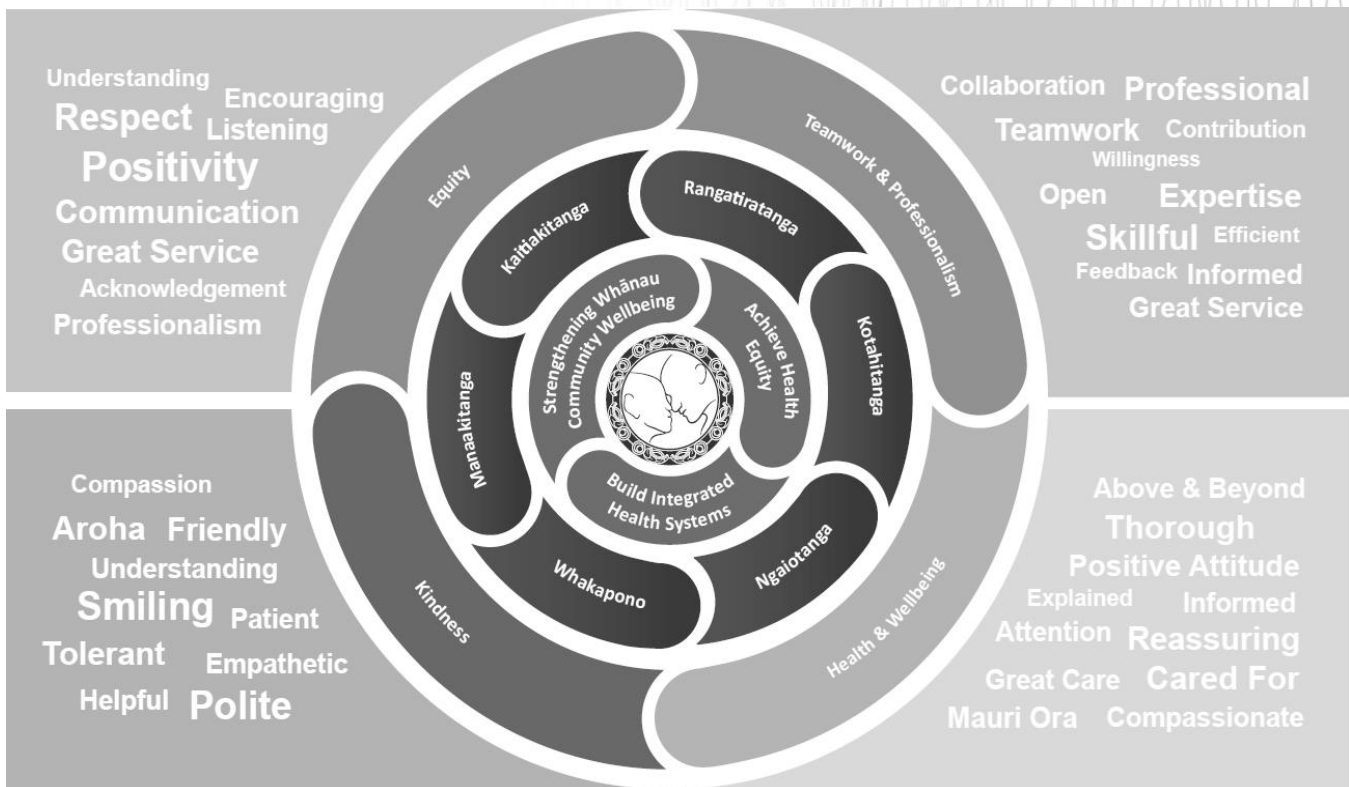 Understanding
Respect Encouraging
Listening
Positivity
Communication
Great Service
Acknowledgement
Professionalism
Collaboration Professional
Teamwork Contribution
Willingness
Open Expertise
Skillful Efficient
Feedback Informed
Great Service
Equity
Teamwork & Professionalism
Kaitiakitanga
Rangatiratanga
Manaakitanga
Kotahitanga
Whakapono
Ngaiotanga
Strengthening Whānau
Community Wellbeing
Achieve Health
Equity
Build Integrated
Health Systems
Kindness
Health & Wellbeing
Compassion
Aroha Friendly
Understanding
Smiling Patient
Tolerant Empathetic
Helpful Polite
Above & Beyond
Thorough
Positive Attitude
Explained Informed
Attention Reassuring
Great Care Cared For
Mauri Ora Compassionate